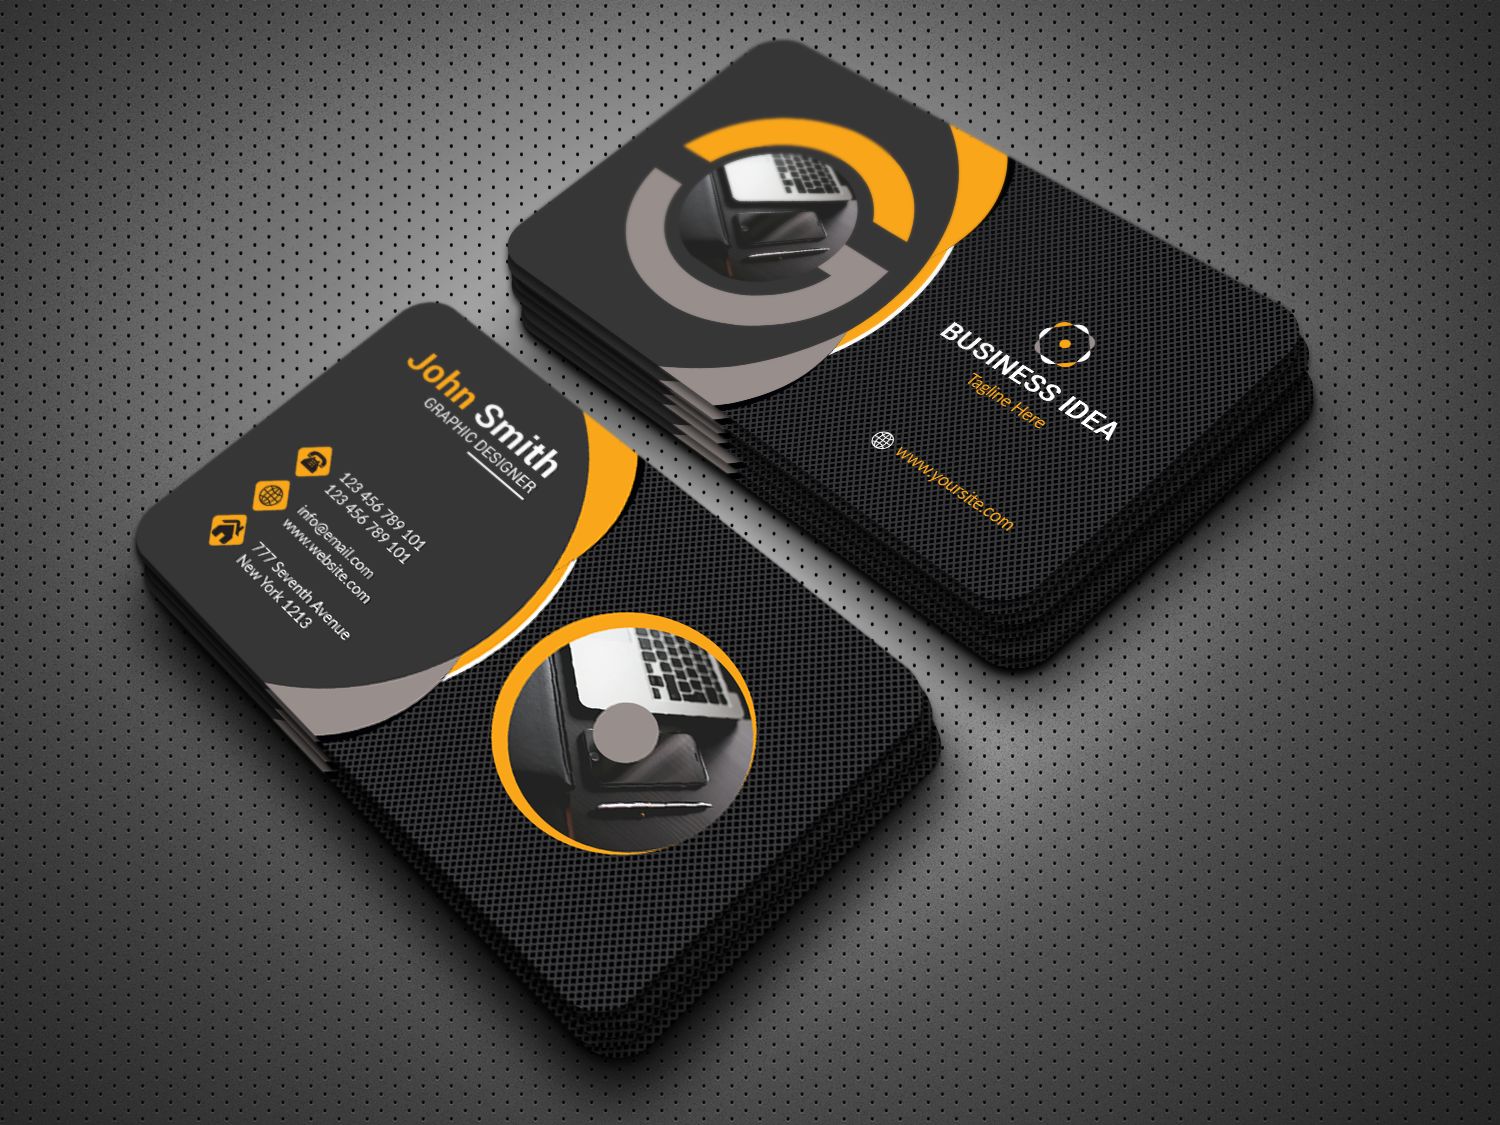 John Smith
GRAPHIC DESIGNER
123 456 789 101
123 456 789 101
info@email.com
www.website.com
777 Seventh Avenue
New York 1213
BUSINESS IDEA
Tagline Here
www.yoursite.com